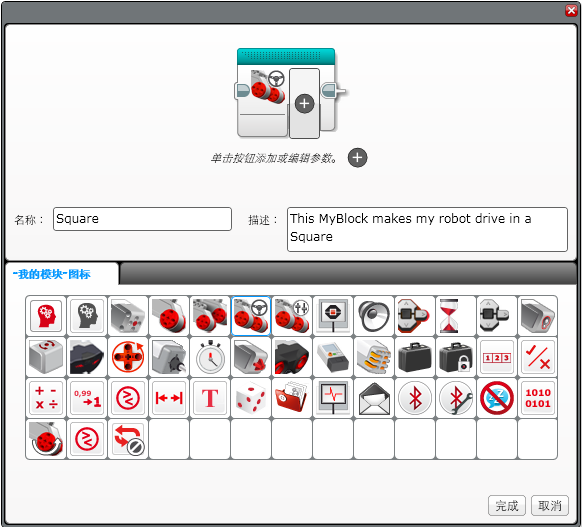 单击按钮添加或编辑参数。
名称： Square 描述： This MyBlock makes my robot drive in a
Square
-我的模块-图标
1 2 3
0,99 →1
T
1010
0101
完成 取消